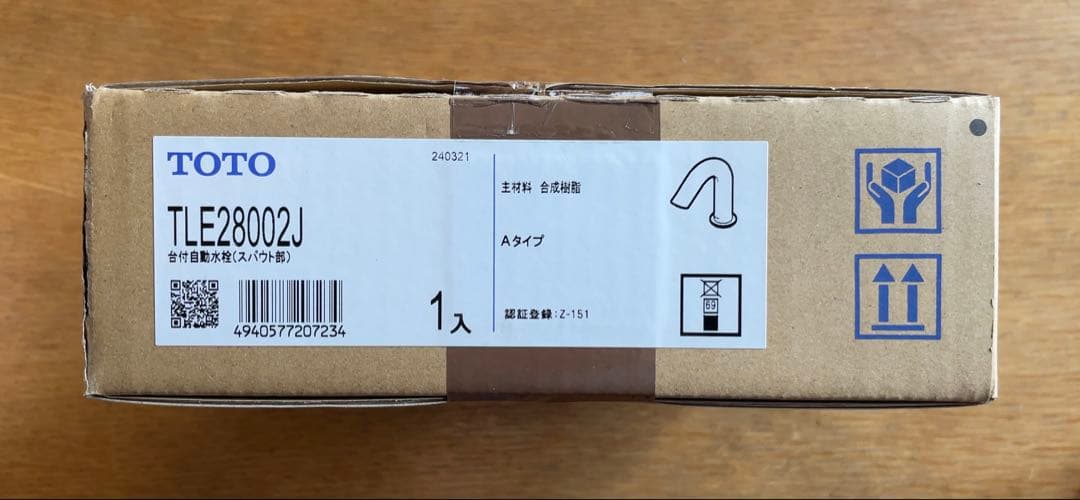 TOTO
240321
TLE28002J
台付自動水栓(スパウト部)
4940577207234
1入
主材料 合成樹脂
Aタイプ
認証登録:Z-151
69